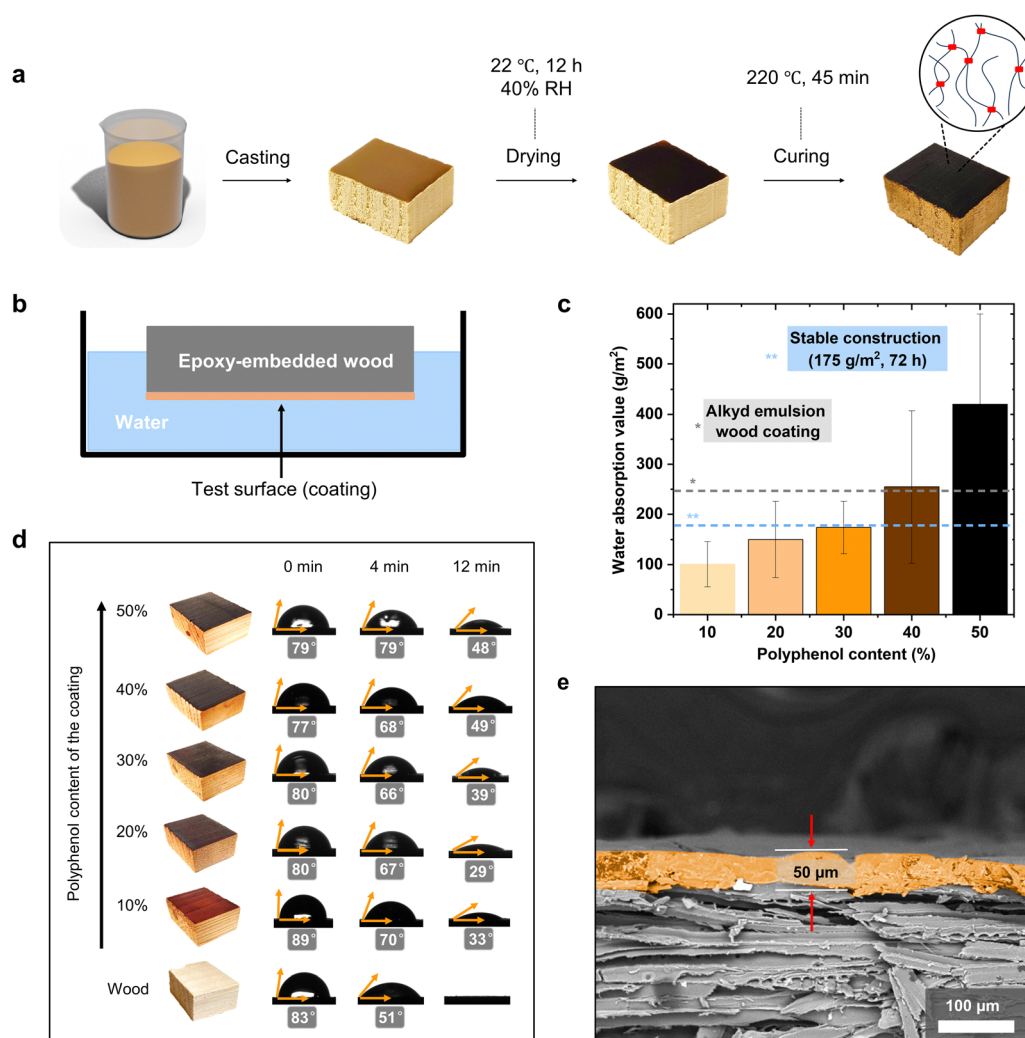 a
22 ℃, 12 h
40% RH
220 ℃, 45 min
Casting
Drying
Curing
b
Epoxy-embedded wood
Water
Test surface (coating)
c
Water absorption value (g/m²)
600
500
400
300
200
100
0
** Stable construction
(175 g/m², 72 h)
* Alkyd emulsion
wood coating
*
**
10 20 30 40 50
Polyphenol content (%)
d
0 min 4 min 12 min
Polyphenol content of the coating
50%
79° 79° 48°
40%
77° 68° 49°
30%
80° 66° 39°
20%
80° 67° 29°
10%
89° 70° 33°
Wood
83° 51°
e
50 µm
100 µm